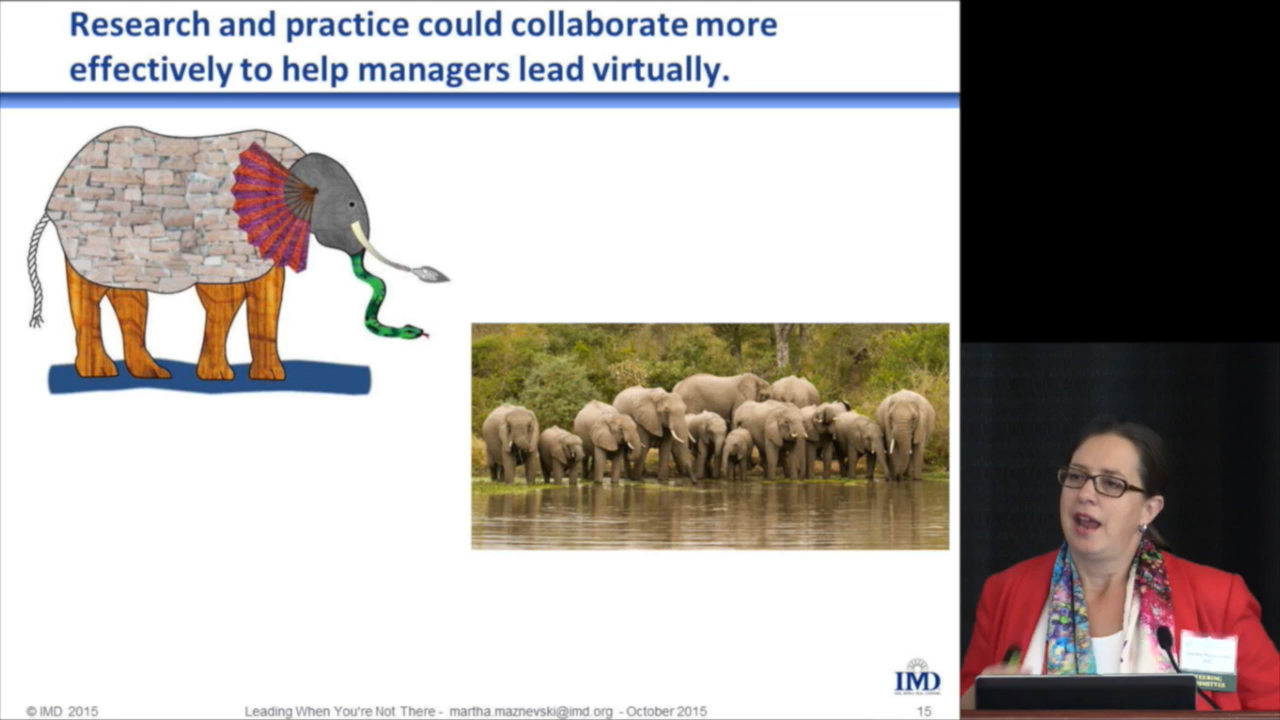 Research and practice could collaborate more
effectively to help managers lead virtually.
IMD
© IMD 2015
Leading When You're Not There - martha.maznevski@imd.org - October 2015
15